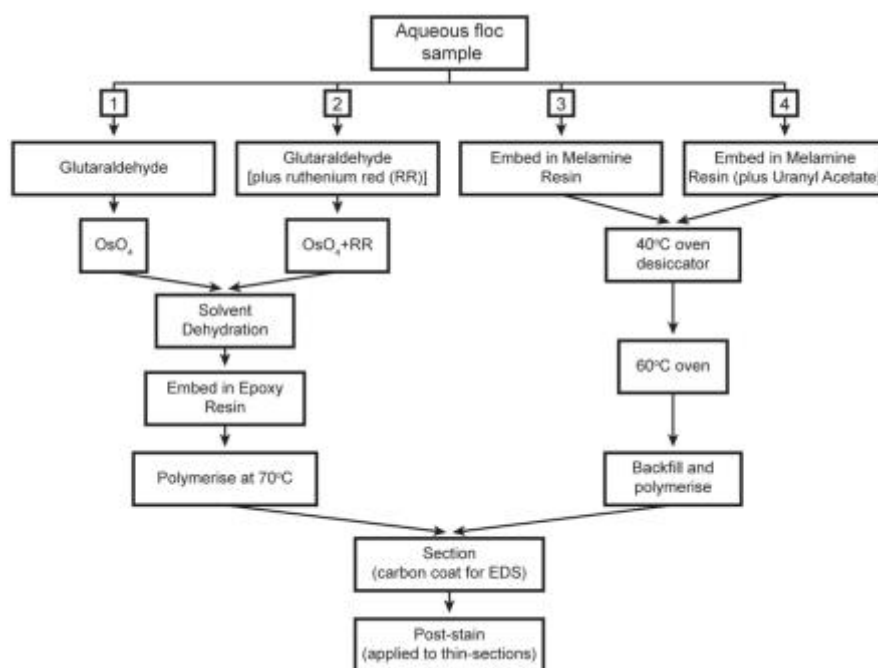 Aqueous floc
sample
1
2
3
4
Glutaraldehyde
Glutaraldehyde
[plus ruthenium red (RR)]
Embed in Melamine
Resin
Embed in Melamine
Resin (plus Uranyl Acetate)
OsO₄
OsO₄+RR
40°C oven
desiccator
Solvent
Dehydration
60°C oven
Embed in Epoxy
Resin
Polymerise at 70°C
Backfill and
polymerise
Section
(carbon coat for EDS)
Post-stain
(applied to thin-sections)